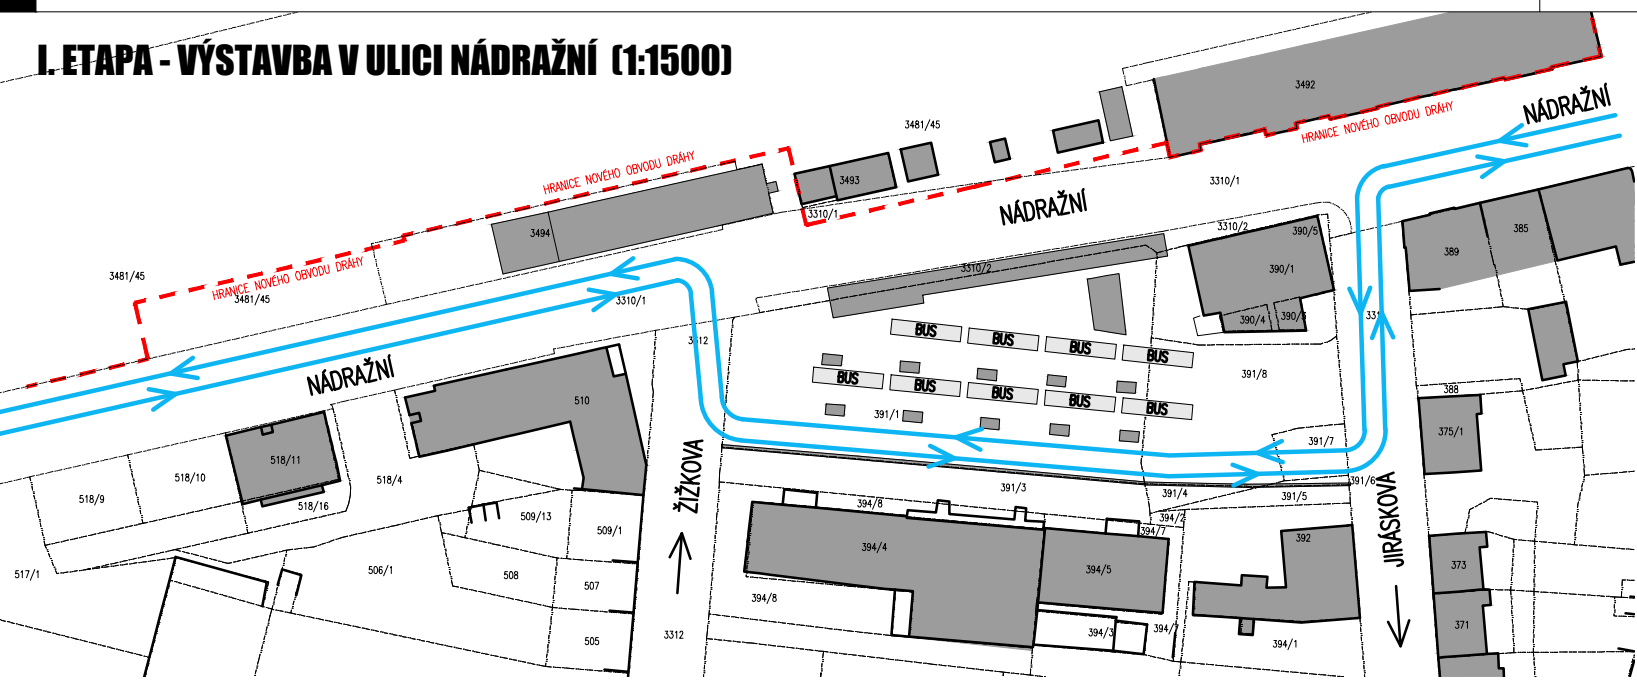 I. ETAPA - VÝSTAVBA V ULICI NÁDRAŽNÍ (1:1500)
3492
NÁDRAŽNÍ
HRANICE NOVÉHO OBVODU DRÁHY
3481/45
HRANICE NOVÉHO OBVODU DRÁHY
3493
3310/1
3310/1
NÁDRAŽNÍ
3494
3310/2
390/5
389
385
3481/45
HRANICE NOVÉHO OBVODU DRÁHY
3481/45
3310/1
3310/2
390/1
390/4
BUS
BUS
BUS
BUS
NÁDRAŽNÍ
391/8
BUS
BUS
BUS
BUS
BUS
388
510
391/1
391/7
375/1
518/11
518/10
518/9
518/4
518/16
ŽIŽKOVA
391/3
391/4
391/5
391/6
JIRÁSKOVA
509/13
509/1
394/8
394/2
394/7
392
394/4
394/5
373
517/1
506/1
508
507
394/8
505
3312
394/3
394/1
371